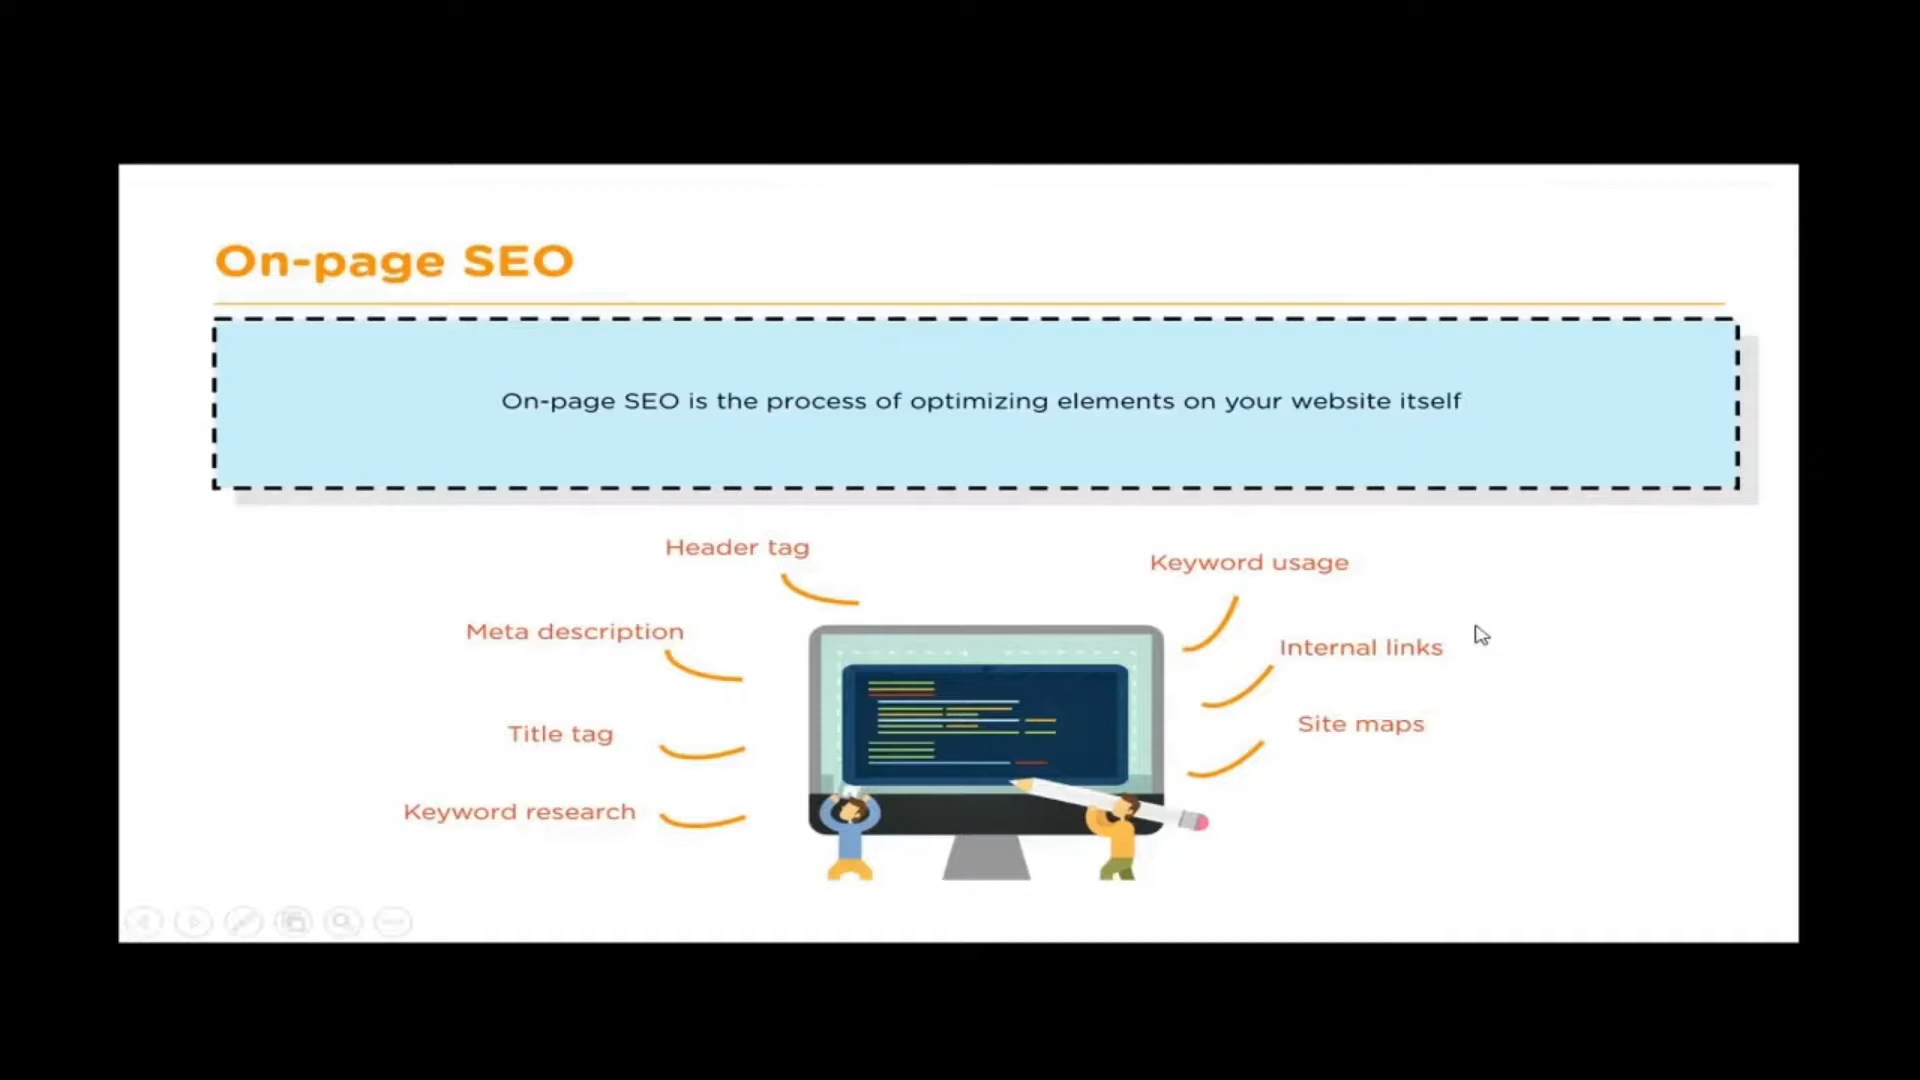 On-page SEO
On-page SEO is the process of optimizing elements on your website itself
Header tag
Keyword usage
Meta description
Internal links
Title tag
Site maps
Keyword research